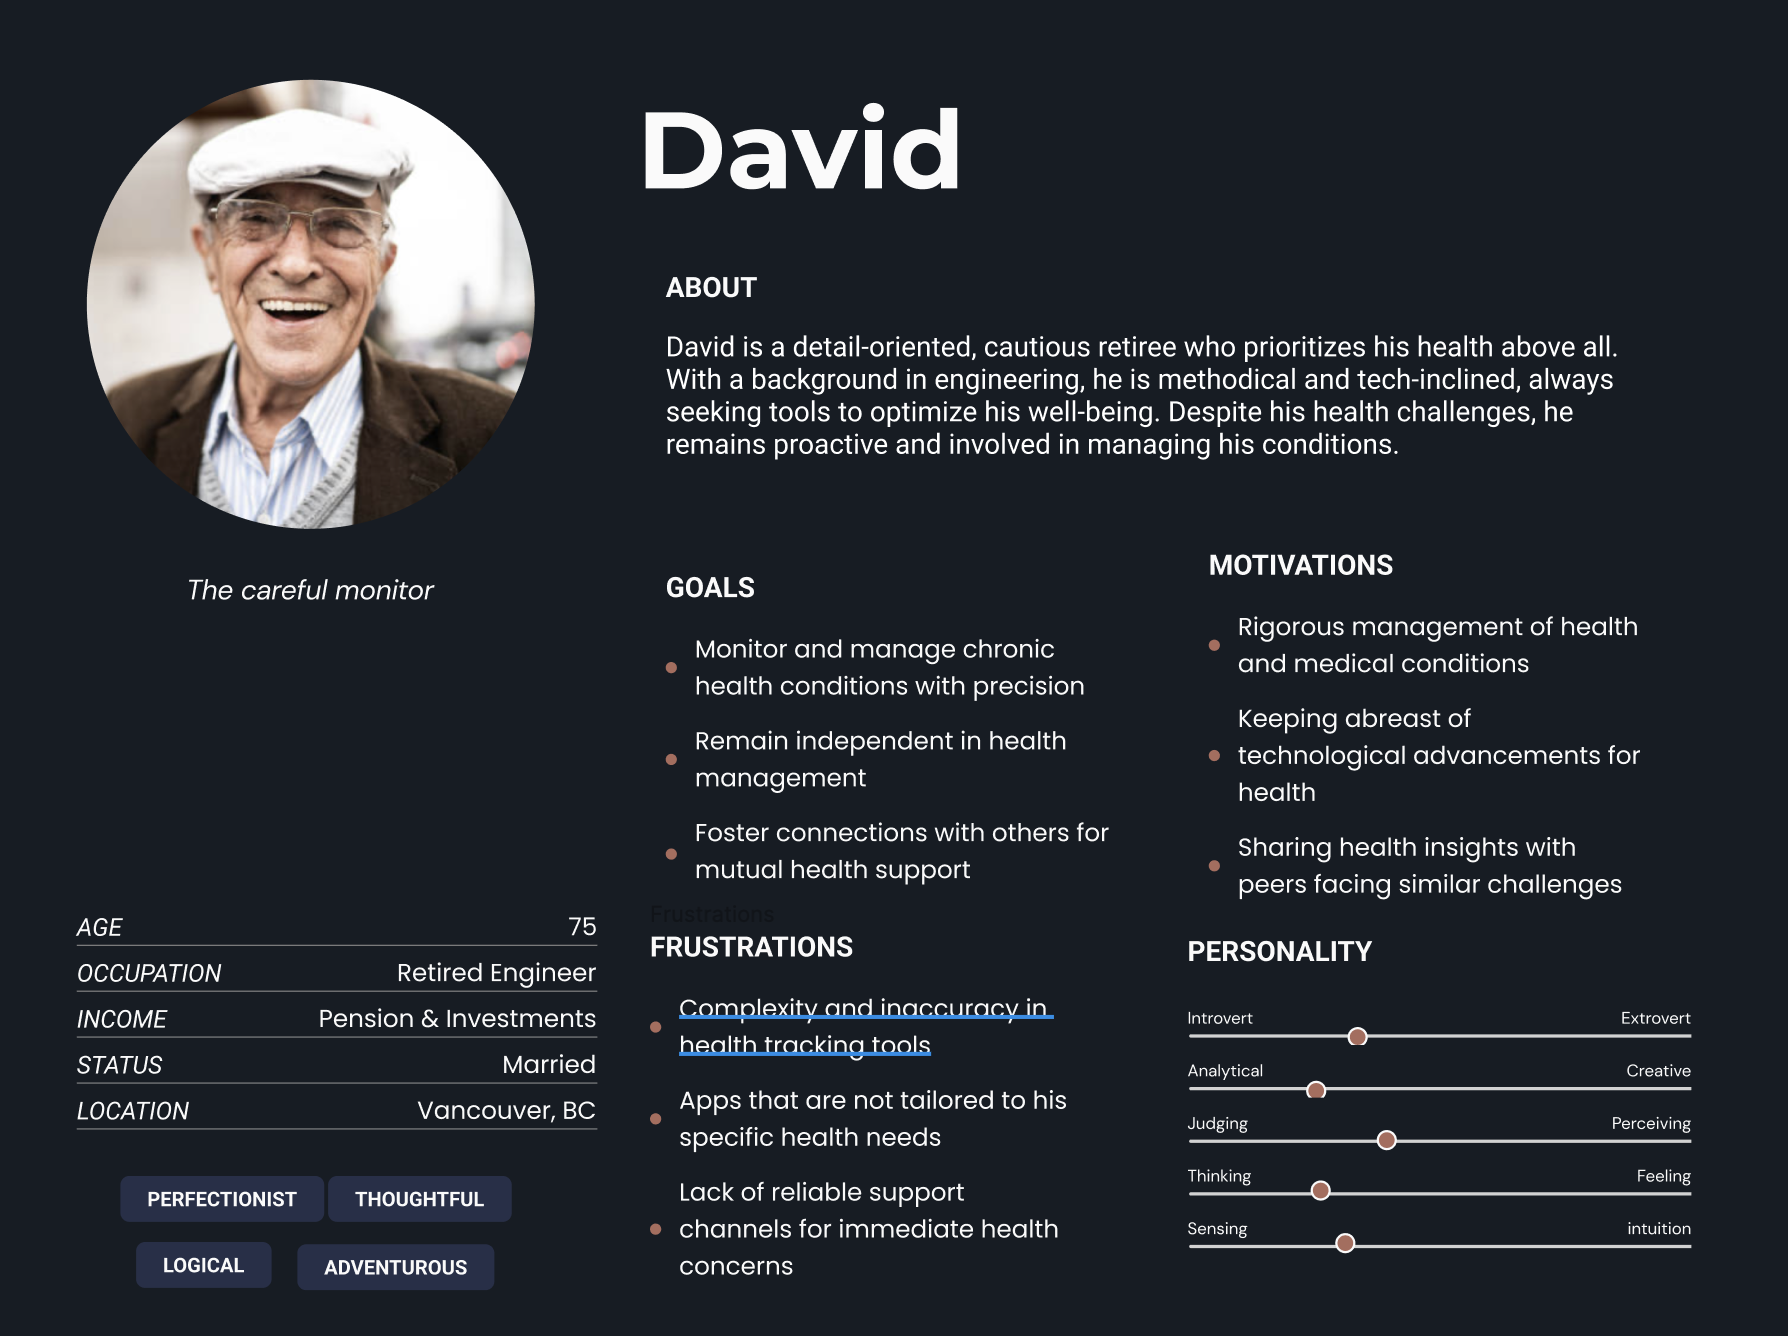 David
The careful monitor
ABOUT
David is a detail-oriented, cautious retiree who prioritizes his health above all.
With a background in engineering, he is methodical and tech-inclined, always
seeking tools to optimize his well-being. Despite his health challenges, he
remains proactive and involved in managing his conditions.
GOALS
Monitor and manage chronic
health conditions with precision
Remain independent in health
management
Foster connections with others for
mutual health support
MOTIVATIONS
Rigorous management of health
and medical conditions
Keeping abreast of
technological advancements for
health
Sharing health insights with
peers facing similar challenges
AGE 75
OCCUPATION Retired Engineer
INCOME Pension & Investments
STATUS Married
LOCATION Vancouver, BC
PERFECTIONIST THOUGHTFUL
LOGICAL ADVENTUROUS
Frustrations
FRUSTRATIONS
Complexity and inaccuracy in
health tracking tools
Apps that are not tailored to his
specific health needs
Lack of reliable support
channels for immediate health
concerns
PERSONALITY
Introvert Extrovert
Analytical Creative
Judging Perceiving
Thinking Feeling
Sensing intuition